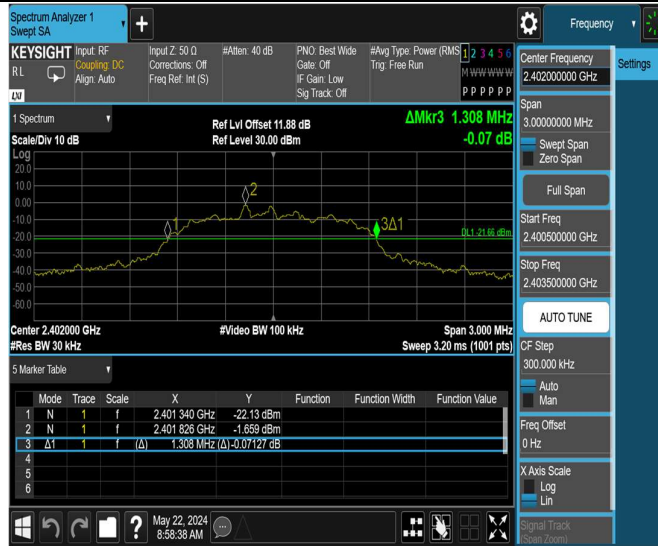 Spectrum Analyzer 1
Swept SA
+
Frequency
KEYSIGHT
RL
LXI
Input: RF
Coupling: DC
Align: Auto
Input Z: 50 Ω
Corrections: Off
Freq Ref: Int (S)
#Atten: 40 dB
PNO: Best Wide
Gate: Off
IF Gain: Low
Sig Track: Off
#Avg Type: Power (RMS
Trig: Free Run
1 2 3 4 5 6
M W W W W W
P P P P P P
1 Spectrum
Scale/Div 10 dB
Ref Lvl Offset 11.88 dB
Ref Level 30.00 dBm
ΔMkr3 1.308 MHz
-0.07 dB
Log
20.0
10.0
0.00
-10.0
-20.0
-30.0
-40.0
-50.0
-60.0
1
2
3Δ1
DL1 -21.66 dBm
Center 2.402000 GHz
#Video BW 100 kHz
Span 3.000 MHz
#Res BW 30 kHz
Sweep 3.20 ms (1001 pts)
5 Marker Table
Mode Trace Scale X Y Function Function Width Function Value
1 N 1 f 2.401 340 GHz -22.13 dBm
2 N 1 f 2.401 826 GHz -1.659 dBm
3 Δ1 1 f (Δ) 1.308 MHz (Δ) -0.07127 dB
4
5
6
?
May 22, 2024
8:58:38 AM
Center Frequency
2.402000000 GHz
Settings
Span
3.00000000 MHz
Swept Span
Zero Span
Full Span
Start Freq
2.400500000 GHz
Stop Freq
2.403500000 GHz
AUTO TUNE
CF Step
300.000 kHz
Auto
Man
Freq Offset
0 Hz
X Axis Scale
Log
Lin
Signal Track
(Span Zoom)